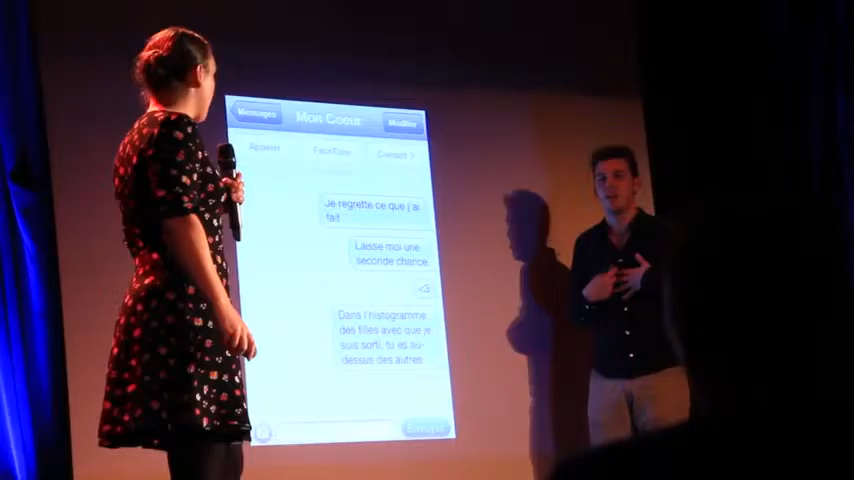 Messages
Mon Coeur
Modifier
Appeler
FaceTime
Contact >
Je regrette ce que j'ai
fait
Laisse moi une
seconde chance
<3
Dans l'histogramme
des filles avec que je
suis sorti, tu es au-
dessus des autres
Envoyer